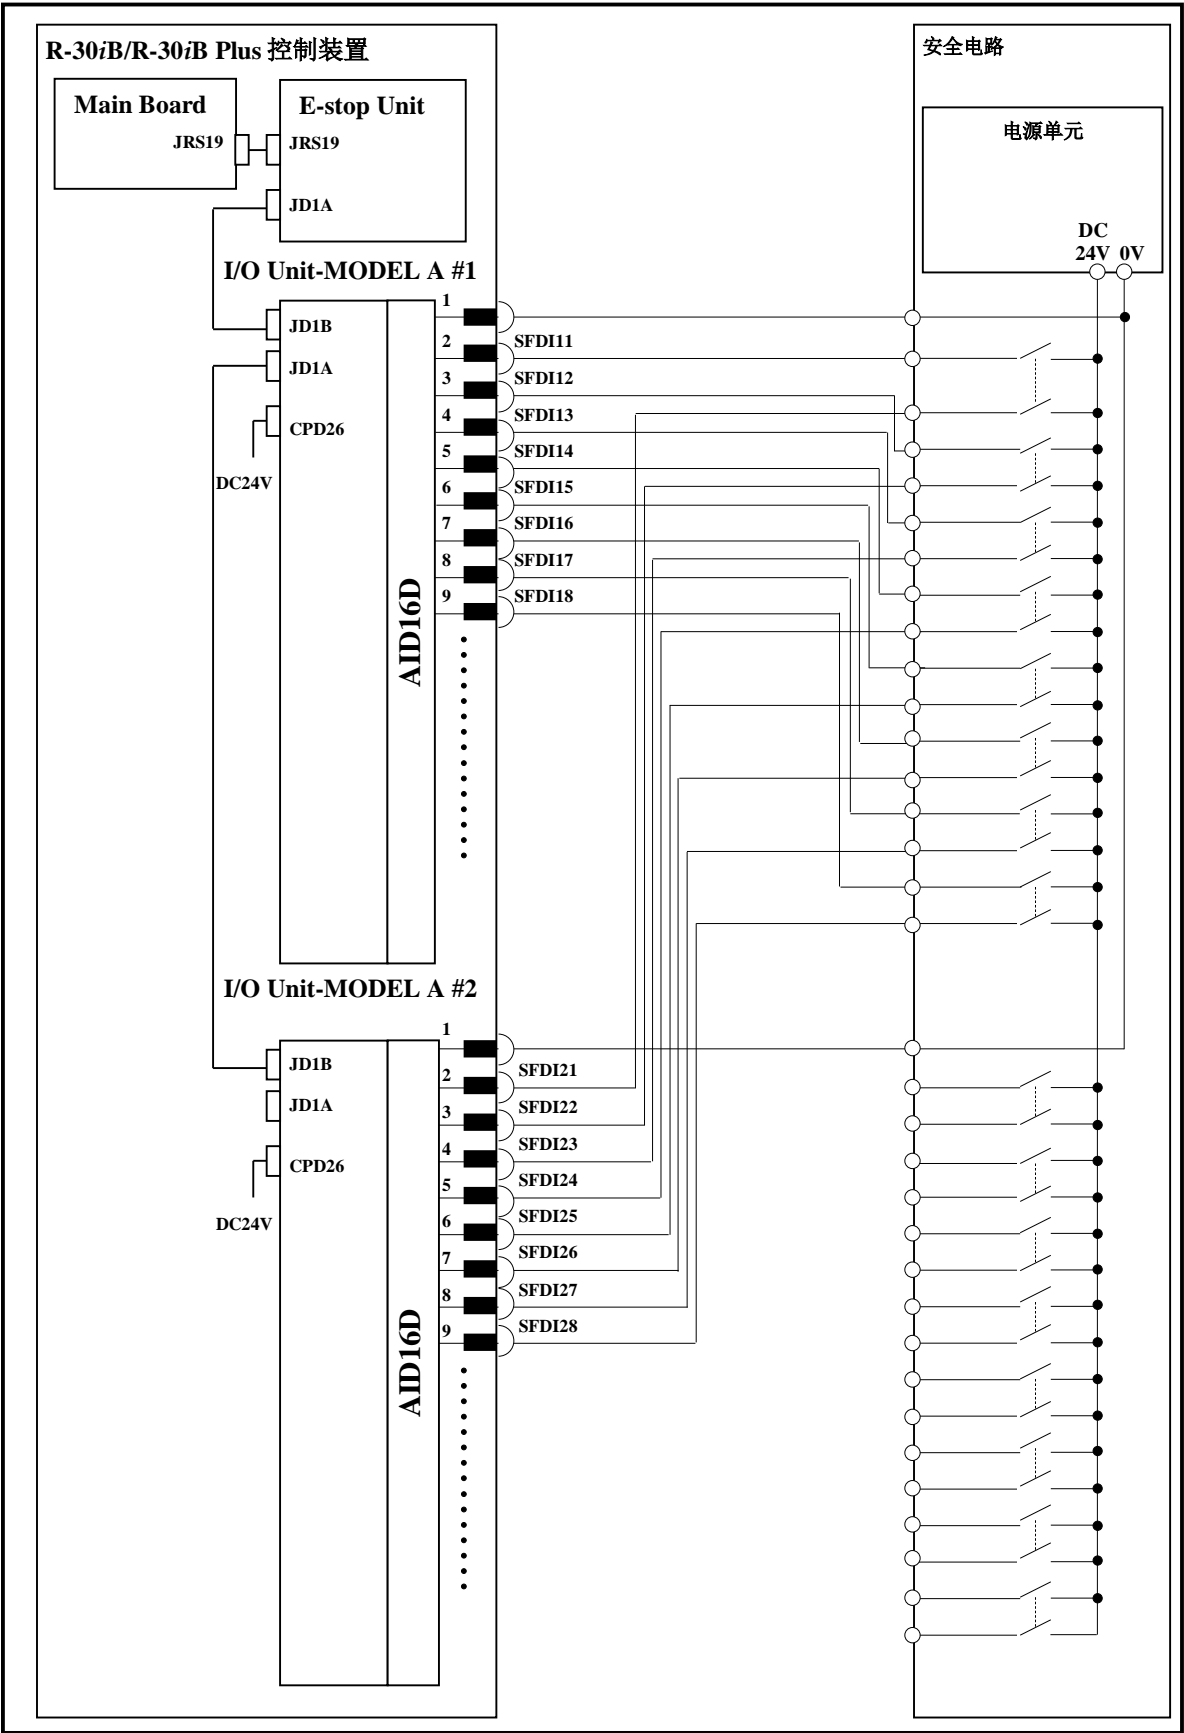 R-30iB/R-30iB Plus 控制装置
安全电路
Main Board
JRS19
E-stop Unit
JRS19
JD1A
电源单元
DC
24V 0V
I/O Unit-MODEL A #1
JD1B
JD1A
CPD26
DC24V
AID16D
1
2 SFDI11
3 SFDI12
4 SFDI13
5 SFDI14
6 SFDI15
7 SFDI16
8 SFDI17
9 SFDI18
I/O Unit-MODEL A #2
JD1B
JD1A
CPD26
DC24V
AID16D
1
2 SFDI21
3 SFDI22
4 SFDI23
5 SFDI24
6 SFDI25
7 SFDI26
8 SFDI27
9 SFDI28